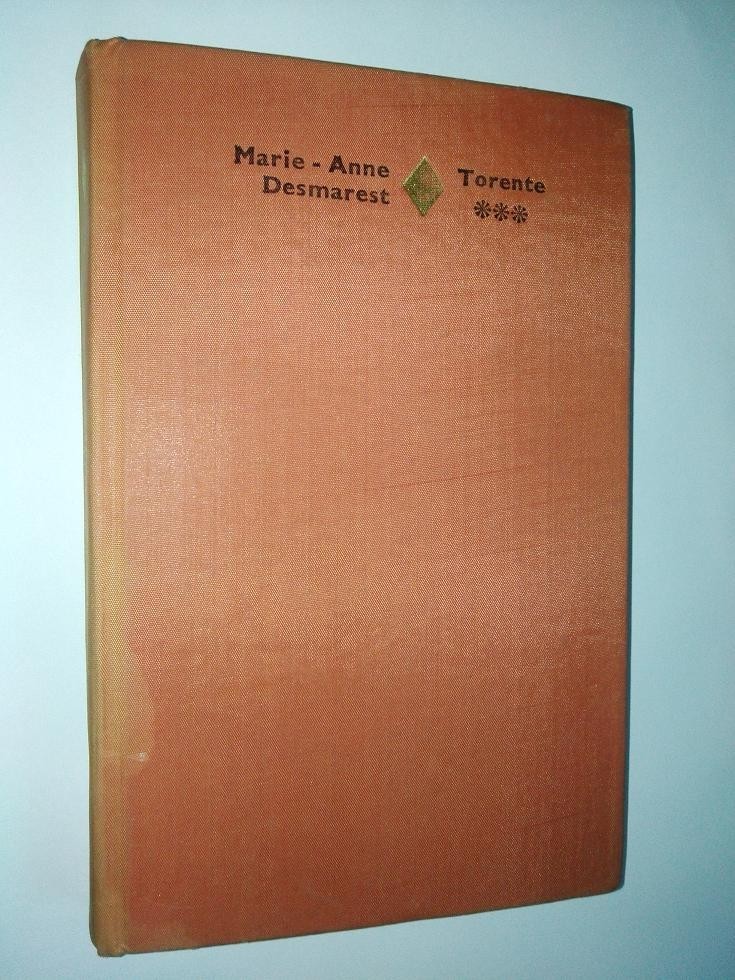 Marie - Anne
Desmarest
Torente
***